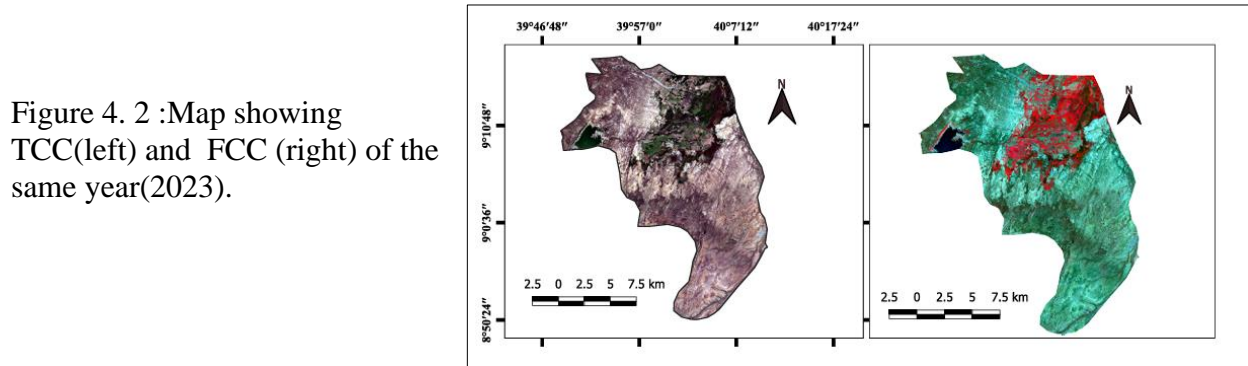 Figure 4. 2 :Map showing
TCC(left) and FCC (right) of the
same year(2023).
39°46′48″ 39°57′0″ 40°7′12″ 40°17′24″
N
N
9°10′48″
9°0′36″
8°50′24″
2.5 0 2.5 5 7.5 km
2.5 0 2.5 5 7.5 km